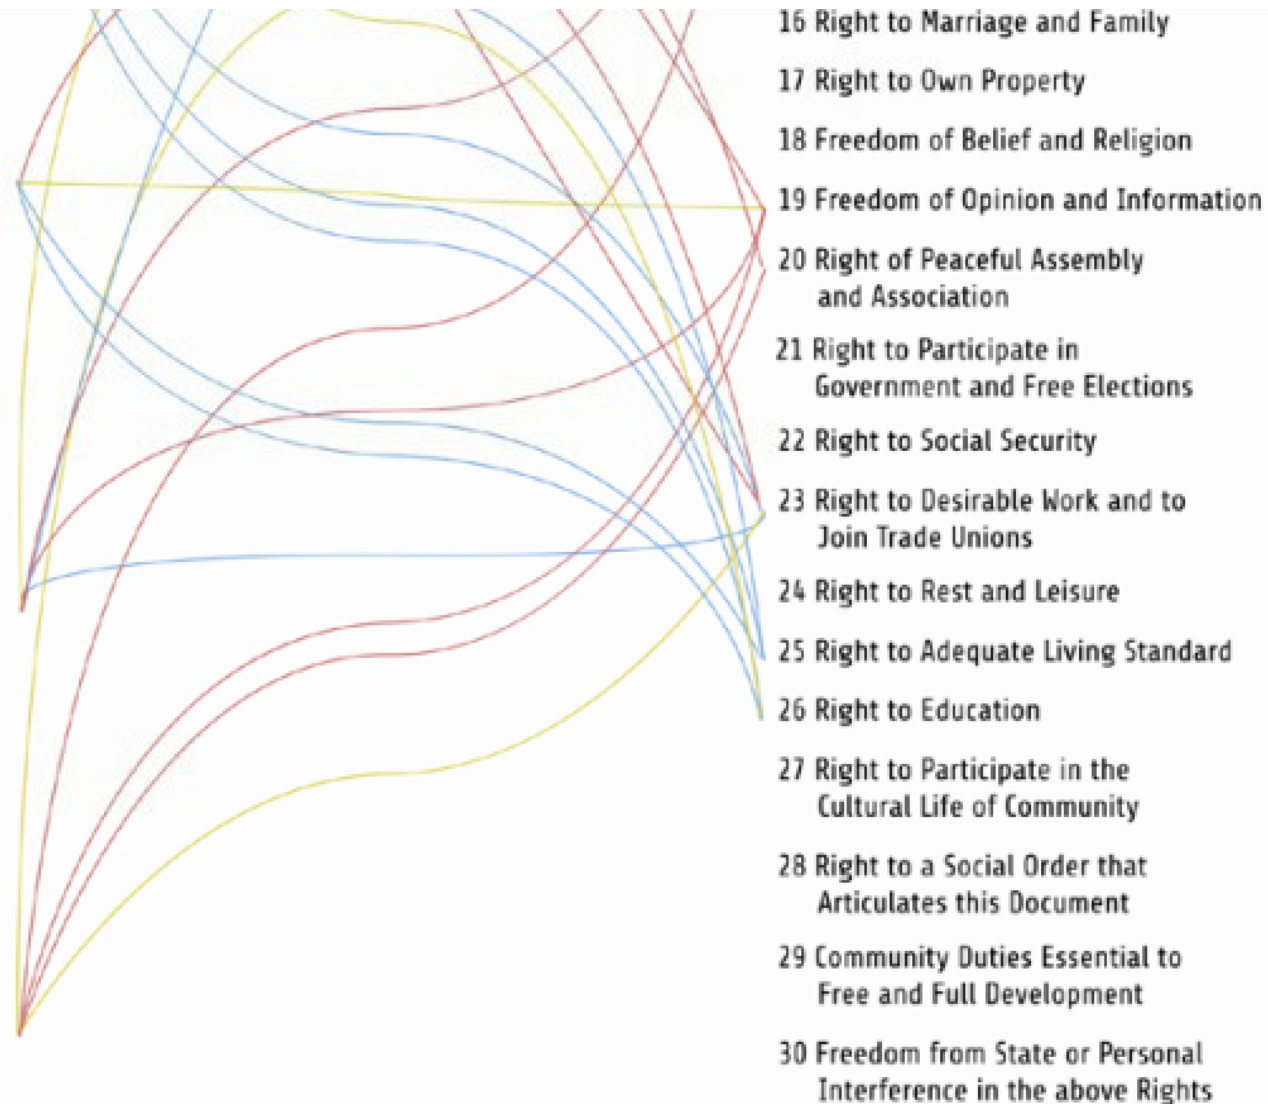 16 Right to Marriage and Family
17 Right to Own Property
18 Freedom of Belief and Religion
19 Freedom of Opinion and Information
20 Right of Peaceful Assembly
and Association
21 Right to Participate in
Government and Free Elections
22 Right to Social Security
23 Right to Desirable Work and to
Join Trade Unions
24 Right to Rest and Leisure
25 Right to Adequate Living Standard
26 Right to Education
27 Right to Participate in the
Cultural Life of Community
28 Right to a Social Order that
Articulates this Document
29 Community Duties Essential to
Free and Full Development
30 Freedom from State or Personal
Interference in the above Rights